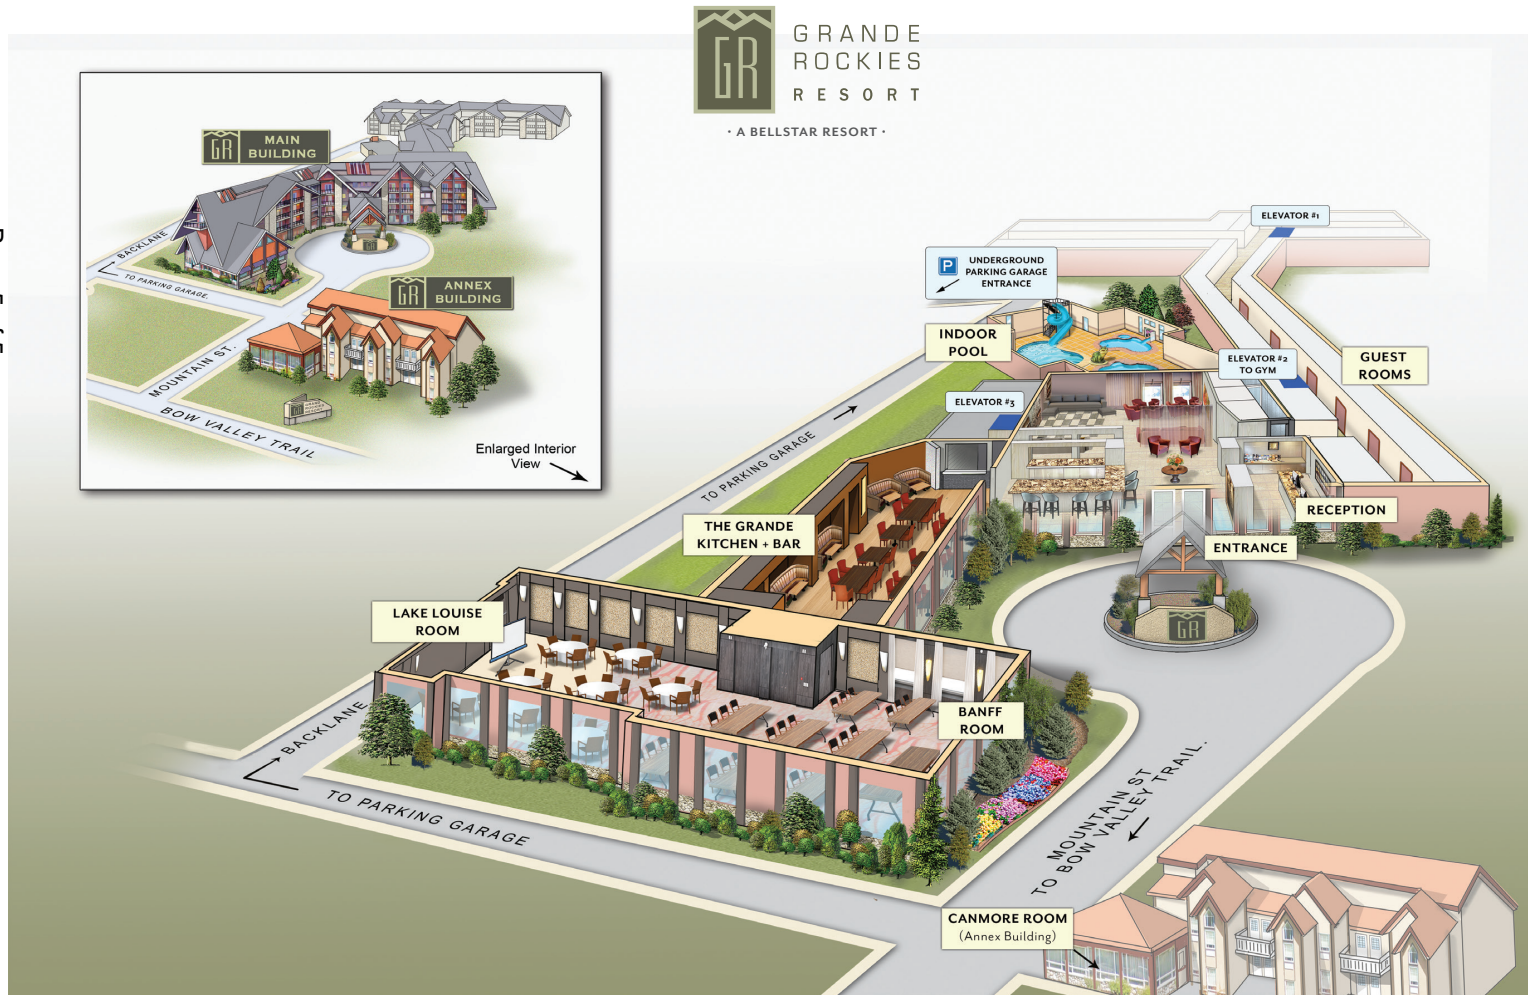 GR
GRANDE
ROCKIES
RESORT
· A BELLSTAR RESORT ·
GR
MAIN
BUILDING
BACKLANE
TO PARKING GARAGE.
GR
ANNEX
BUILDING
MOUNTAIN ST.
BOW VALLEY TRAIL
Enlarged Interior
View
ELEVATOR #1
P
UNDERGROUND
PARKING GARAGE
ENTRANCE
INDOOR
POOL
ELEVATOR #2
TO GYM
GUEST
ROOMS
ELEVATOR #3
TO PARKING GARAGE
THE GRANDE
KITCHEN + BAR
RECEPTION
ENTRANCE
GR
LAKE LOUISE
ROOM
BANFF
ROOM
BACKLANE
TO PARKING GARAGE
MOUNTAIN ST
TO BOW VALLEY TRAIL.
CANMORE ROOM
(Annex Building)